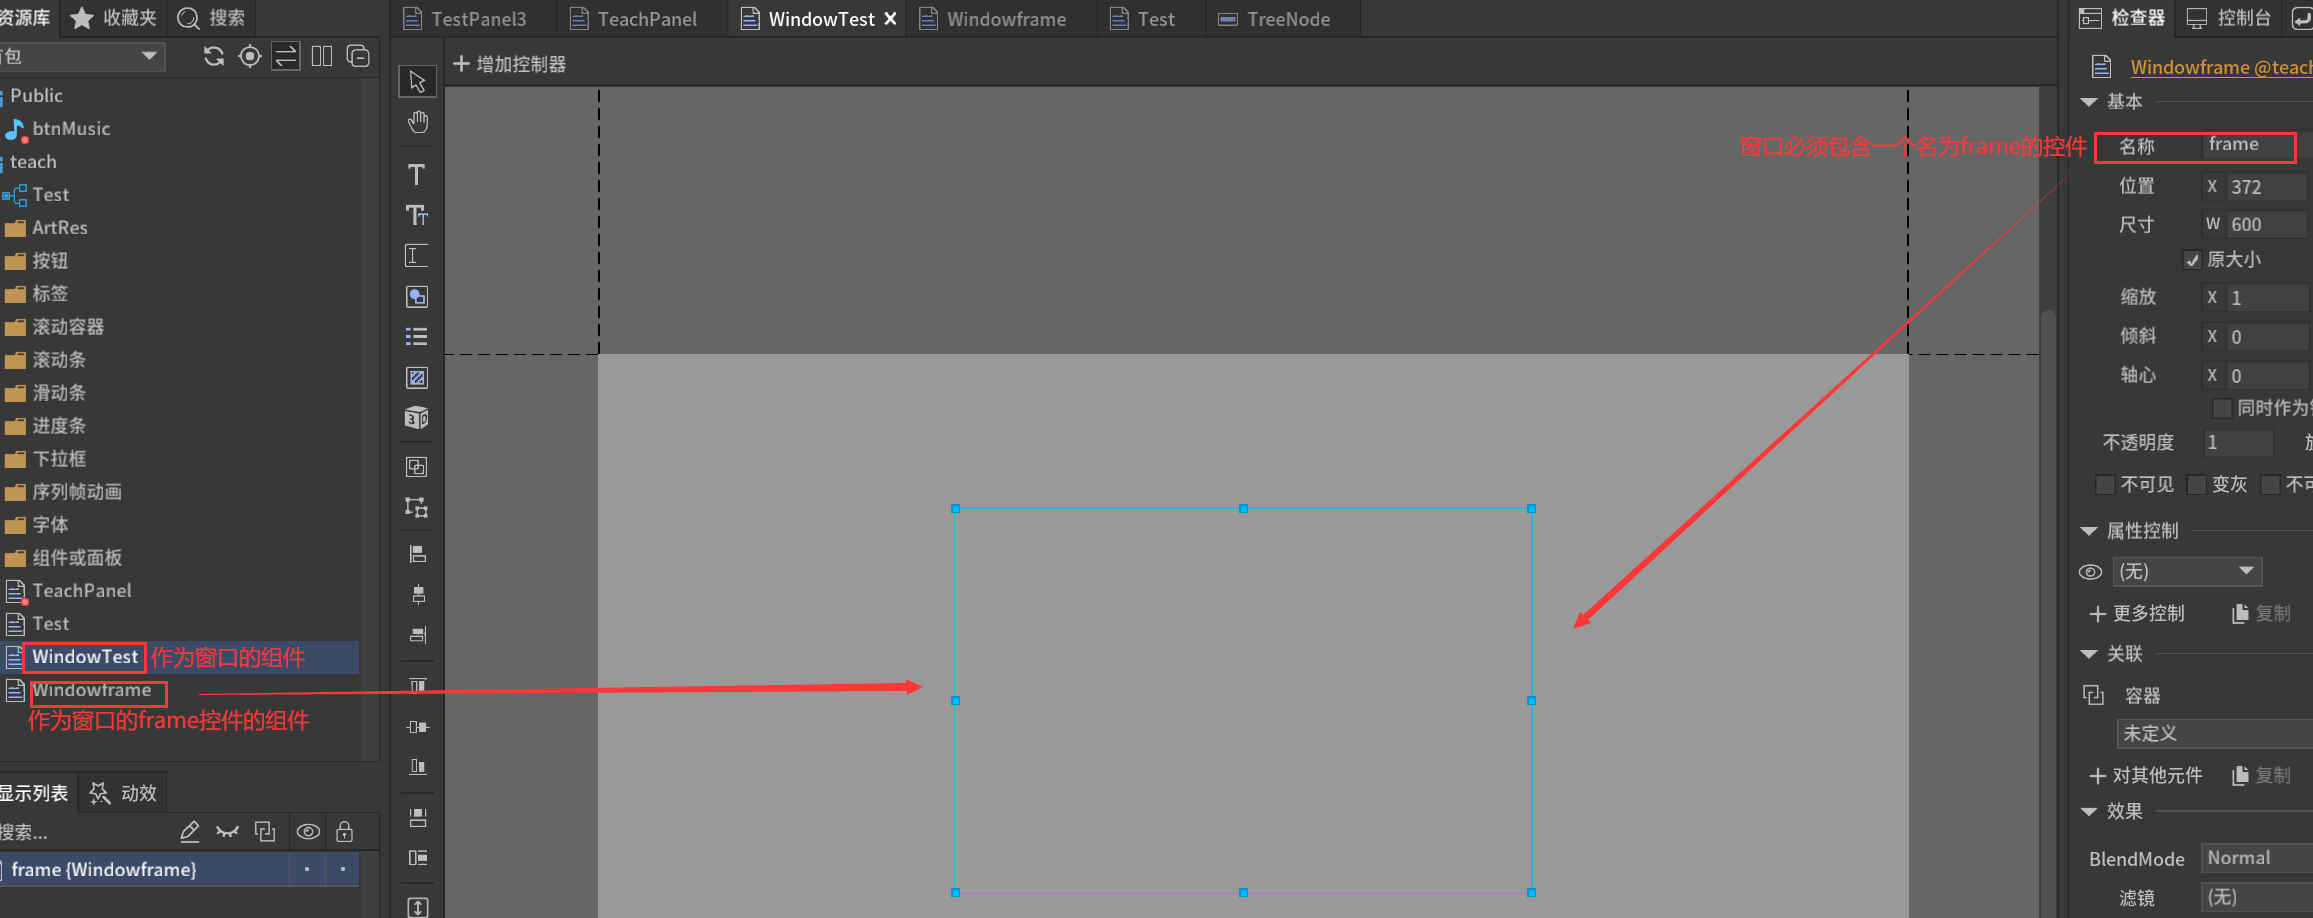 资源库 收藏夹 搜索
包
Public
btnMusic
teach
Test
ArtRes
按钮
标签
滚动容器
滚动条
滑动条
进度条
下拉框
序列帧动画
字体
组件或面板
TeachPanel
Test
WindowTest 作为窗口的组件
Windowframe
作为窗口的frame控件的组件
显示列表 动效
搜索...
frame {Windowframe}
TestPanel3 TeachPanel WindowTest Windowframe Test TreeNode
增加控制器
窗口必须包含一个名为frame的控件
检查器 控制台
Windowframe @teach
基本
名称 frame
位置 X 372
尺寸 W 600
原大小
缩放 X 1
倾斜 X 0
轴心 X 0
同时作为
不透明度 1
不可见 变灰 不可
属性控制
(无)
更多控制 复制
关联
容器
未定义
对其他元件 复制
效果
BlendMode Normal
滤镜 (无)